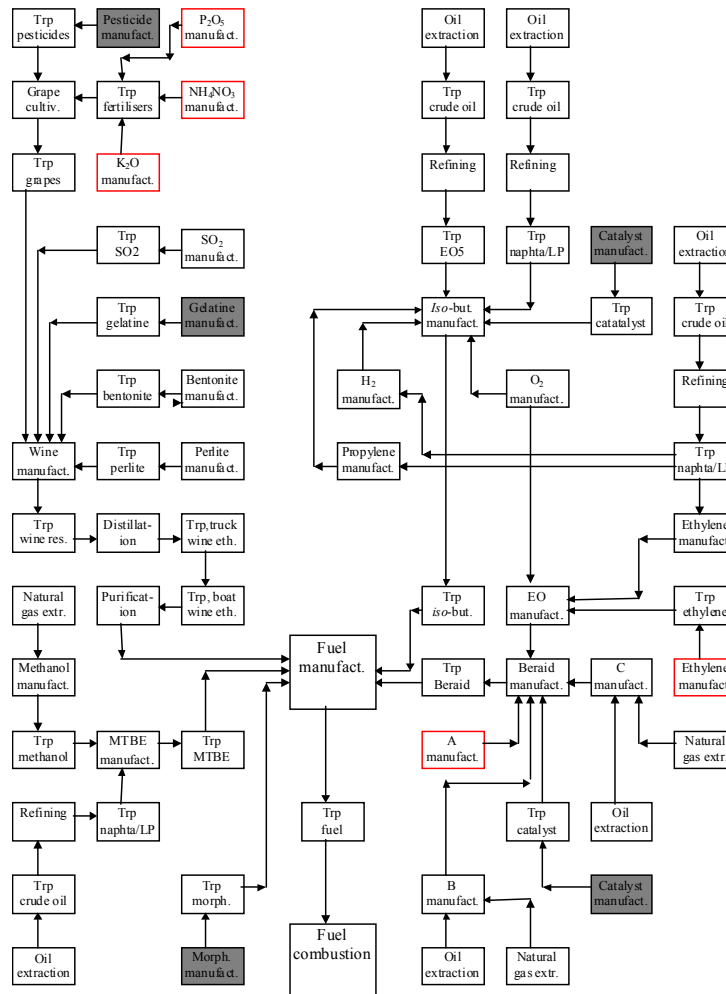 Trp
pesticides
Pesticide
manufact.
P₂O₅
manufact.
Oil
extraction
Oil
extraction
Grape
cultiv.
Trp
fertilisers
NH₄NO₃
manufact.
Trp
crude oil
Trp
crude oil
Trp
grapes
K₂O
manufact.
Refining
Refining
Trp
SO2
SO₂
manufact.
Trp
EO5
Trp
naphta/LP
Catalyst
manufact.
Oil
extraction
Trp
gelatine
Gelatine
manufact.
Iso-but.
manufact.
Trp
catatalyst
Trp
crude oil
Trp
bentonite
Bentonite
manufact.
H₂
manufact.
O₂
manufact.
Refining
Wine
manufact.
Trp
perlite
Perlite
manufact.
Propylene
manufact.
Trp
naphta/LP
Trp
wine res.
Distillat-
ion
Trp,truck
wine eth.
Ethylene
manufact.
Natural
gas extr.
Purificat-
ion
Trp, boat
wine eth.
Trp
iso-but.
EO
manufact.
Trp
ethylene
Fuel
manufact.
Methanol
manufact.
Trp
Beraid
Beraid
manufact.
C
manufact.
Ethylene
manufact
Trp
methanol
MTBE
manufact.
Trp
MTBE
A
manufact.
Natural
gas extr.
Refining
Trp
naphta/LP
Trp
fuel
Trp
catalyst
Oil
extraction
Trp
crude oil
Trp
morph.
B
manufact.
Catalyst
manufact.
Oil
extraction
Morph.
manufact.
Fuel
combustion
Oil
extraction
Natural
gas extr.